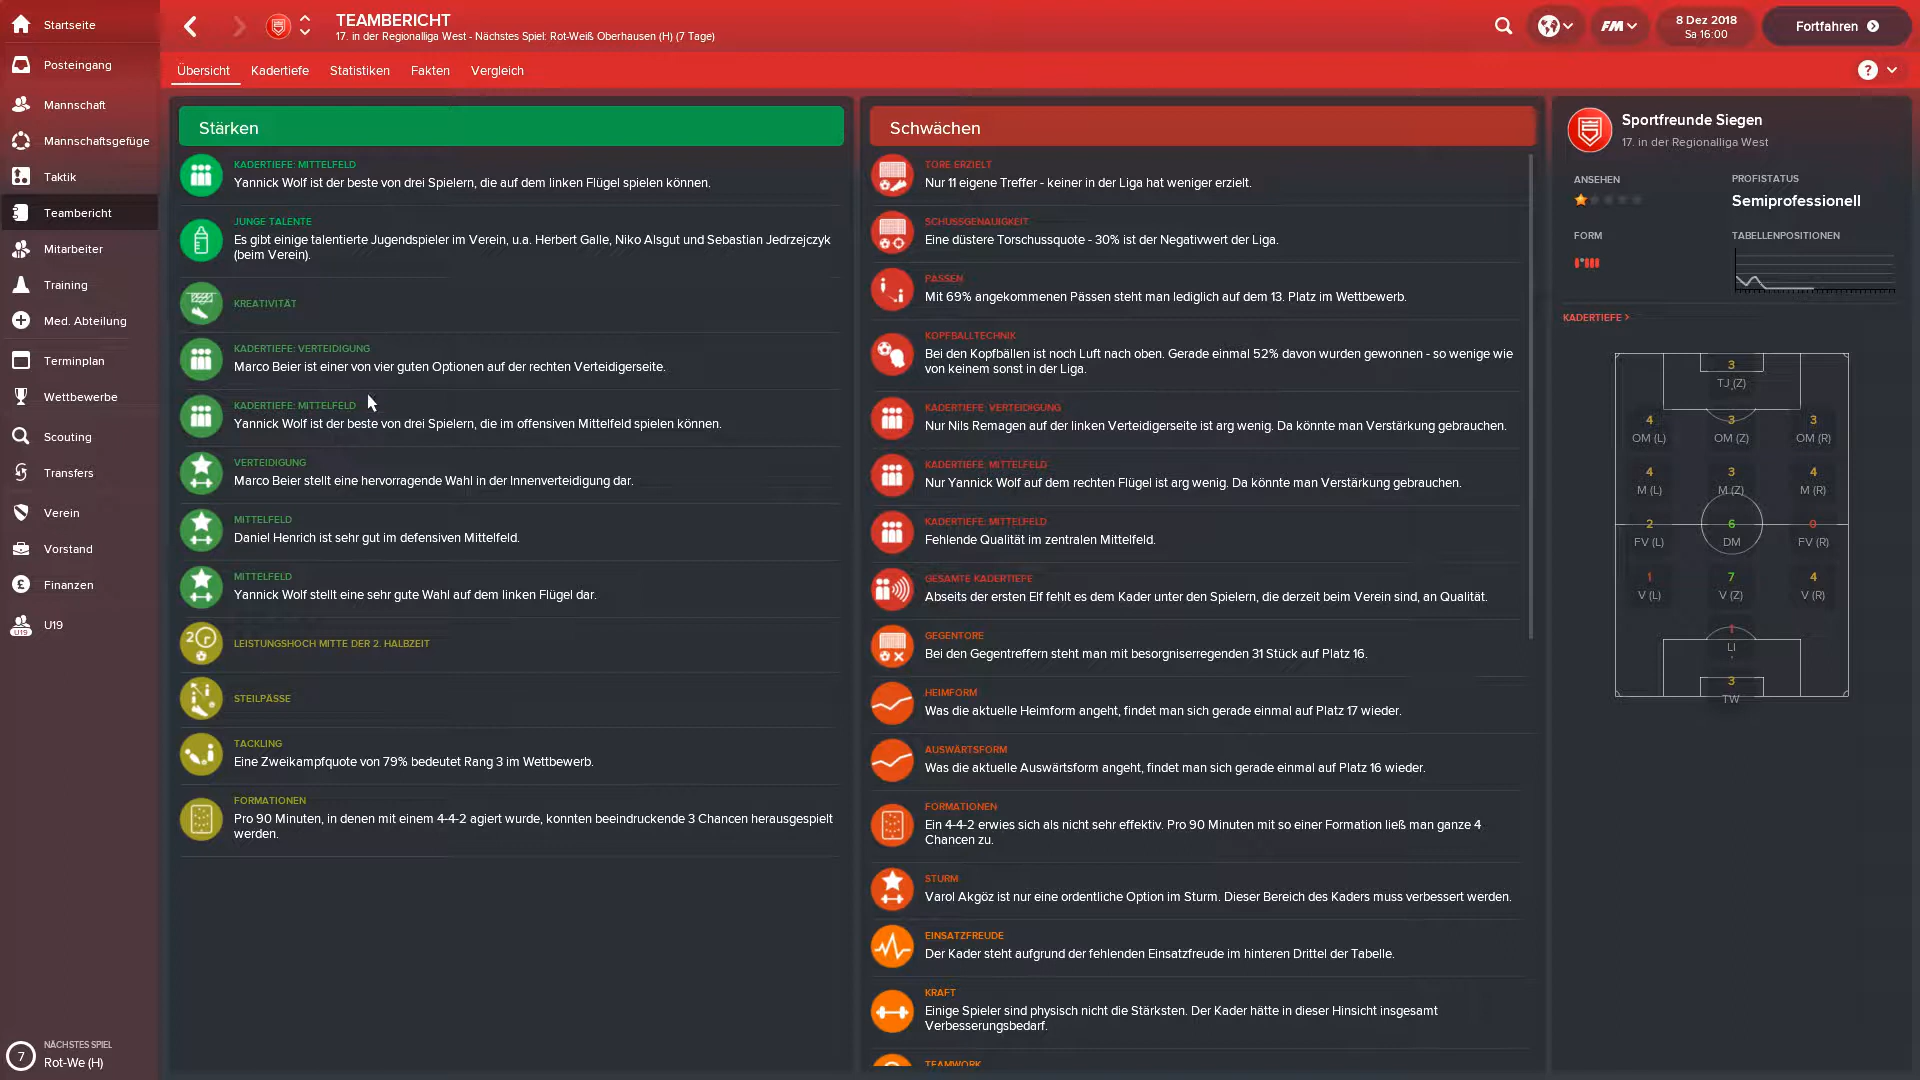 Startseite
Posteingang
Mannschaft
Mannschaftsgefüge
Taktik
Teambericht
Mitarbeiter
Training
Med. Abteilung
Terminplan
Wettbewerbe
Scouting
Transfers
Verein
Vorstand
Finanzen
U19
U19
7
NÄCHSTES SPIEL
Rot-We (H)
TEAMBERICHT
17. in der Regionalliga West - Nächstes Spiel: Rot-Weiß Oberhausen (H) (7 Tage)
FM
8 Dez 2018
Sa 16:00
Fortfahren
Übersicht
Kadertiefe
Statistiken
Fakten
Vergleich
?
Stärken
KADERTIEFE: MITTELFELD
Yannick Wolf ist der beste von drei Spielern, die auf dem linken Flügel spielen können.
JUNGE TALENTE
Es gibt einige talentierte Jugendspieler im Verein, u.a. Herbert Galle, Niko Alsgut und Sebastian Jedrzejczyk
(beim Verein).
KREATIVITÄT
KADERTIEFE: VERTEIDIGUNG
Marco Beier ist einer von vier guten Optionen auf der rechten Verteidigerseite.
KADERTIEFE: MITTELFELD
Yannick Wolf ist der beste von drei Spielern, die im offensiven Mittelfeld spielen können.
VERTEIDIGUNG
Marco Beier stellt eine hervorragende Wahl in der Innenverteidigung dar.
MITTELFELD
Daniel Henrich ist sehr gut im defensiven Mittelfeld.
MITTELFELD
Yannick Wolf stellt eine sehr gute Wahl auf dem linken Flügel dar.
2
LEISTUNGSHOCH MITTE DER 2. HALBZEIT
STEILPÄSSE
TACKLING
Eine Zweikampfquote von 79% bedeutet Rang 3 im Wettbewerb.
FORMATIONEN
Pro 90 Minuten, in denen mit einem 4-4-2 agiert wurde, konnten beeindruckende 3 Chancen herausgespielt
werden.
Schwächen
TORE ERZIELT
Nur 11 eigene Treffer - keiner in der Liga hat weniger erzielt.
SCHUSSGENAUIGKEIT
Eine düstere Torschussquote - 30% ist der Negativwert der Liga.
PASSEN
Mit 69% angekommenen Pässen steht man lediglich auf dem 13. Platz im Wettbewerb.
KOPFBALLTECHNIK
Bei den Kopfbällen ist noch Luft nach oben. Gerade einmal 52% davon wurden gewonnen - so wenige wie
von keinem sonst in der Liga.
KADERTIEFE: VERTEIDIGUNG
Nur Nils Remagen auf der linken Verteidigerseite ist arg wenig. Da könnte man Verstärkung gebrauchen.
KADERTIEFE: MITTELFELD
Nur Yannick Wolf auf dem rechten Flügel ist arg wenig. Da könnte man Verstärkung gebrauchen.
KADERTIEFE: MITTELFELD
Fehlende Qualität im zentralen Mittelfeld.
GESAMTE KADERTIEFE
Abseits der ersten Elf fehlt es dem Kader unter den Spielern, die derzeit beim Verein sind, an Qualität.
GEGENTORE
Bei den Gegentreffern steht man mit besorgniserregenden 31 Stück auf Platz 16.
HEIMFORM
Was die aktuelle Heimform angeht, findet man sich gerade einmal auf Platz 17 wieder.
AUSWÄRTSFORM
Was die aktuelle Auswärtsform angeht, findet man sich gerade einmal auf Platz 16 wieder.
FORMATIONEN
Ein 4-4-2 erwies sich als nicht sehr effektiv. Pro 90 Minuten mit so einer Formation ließ man ganze 4
Chancen zu.
STURM
Varol Akgöz ist nur eine ordentliche Option im Sturm. Dieser Bereich des Kaders muss verbessert werden.
EINSATZFREUDE
Der Kader steht aufgrund der fehlenden Einsatzfreude im hinteren Drittel der Tabelle.
KRAFT
Einige Spieler sind physisch nicht die Stärksten. Der Kader hätte in dieser Hinsicht insgesamt
Verbesserungsbedarf.
TEAMWORK
Sportfreunde Siegen
17. in der Regionalliga West
ANSEHEN
PROFISTATUS
Semiprofessionell
FORM
TABELLENPOSITIONEN
KADERTIEFE >
3
TJ (Z)
4 3 3
OM (L) OM (Z) OM (R)
4 3 4
M (L) M (Z) M (R)
2 6 0
FV (L) DM FV (R)
1 7 4
V (L) V (Z) V (R)
1
LI
3
TW